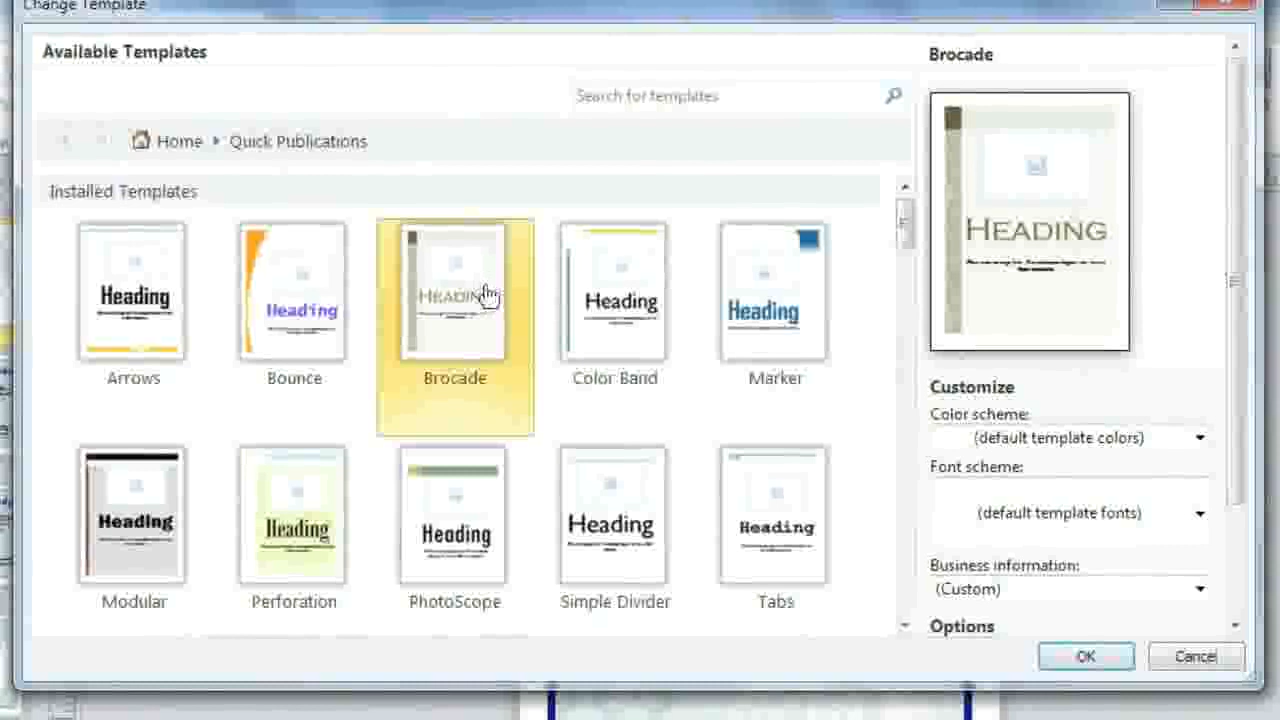 Change Template
Available Templates
Brocade
Search for templates
Home Quick Publications
Installed Templates
HEADING
Heading
Heading
HEADING
Heading
Heading
Arrows
Bounce
Brocade
Color Band
Marker
Customize
Color scheme:
(default template colors)
Font scheme:
Heading
Heading
Heading
Heading
Heading
(default template fonts)
Business information:
(Custom)
Modular
Perforation
PhotoScope
Simple Divider
Tabs
Options
OK
Cancel